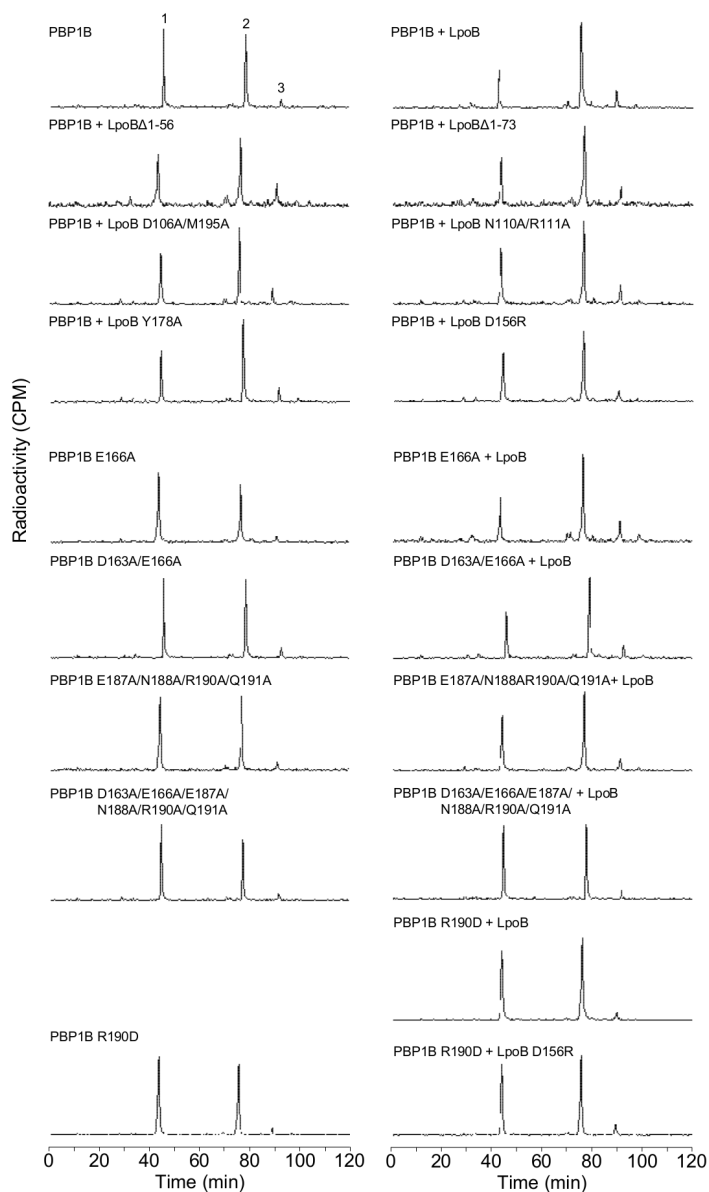 PBP1B
1
2
3
PBP1B + LpoB
PBP1B + LpoBΔ1-56
PBP1B + LpoBΔ1-73
PBP1B + LpoB D106A/M195A
PBP1B + LpoB N110A/R111A
PBP1B + LpoB Y178A
PBP1B + LpoB D156R
Radioactivity (CPM)
PBP1B E166A
PBP1B E166A + LpoB
PBP1B D163A/E166A
PBP1B D163A/E166A + LpoB
PBP1B E187A/N188A/R190A/Q191A
PBP1B E187A/N188AR190A/Q191A+ LpoB
PBP1B D163A/E166A/E187A/
N188A/R190A/Q191A
PBP1B D163A/E166A/E187A/ + LpoB
N188A/R190A/Q191A
PBP1B R190D + LpoB
PBP1B R190D
PBP1B R190D + LpoB D156R
0 20 40 60 80 100 120
0 20 40 60 80 100 120
Time (min)
Time (min)